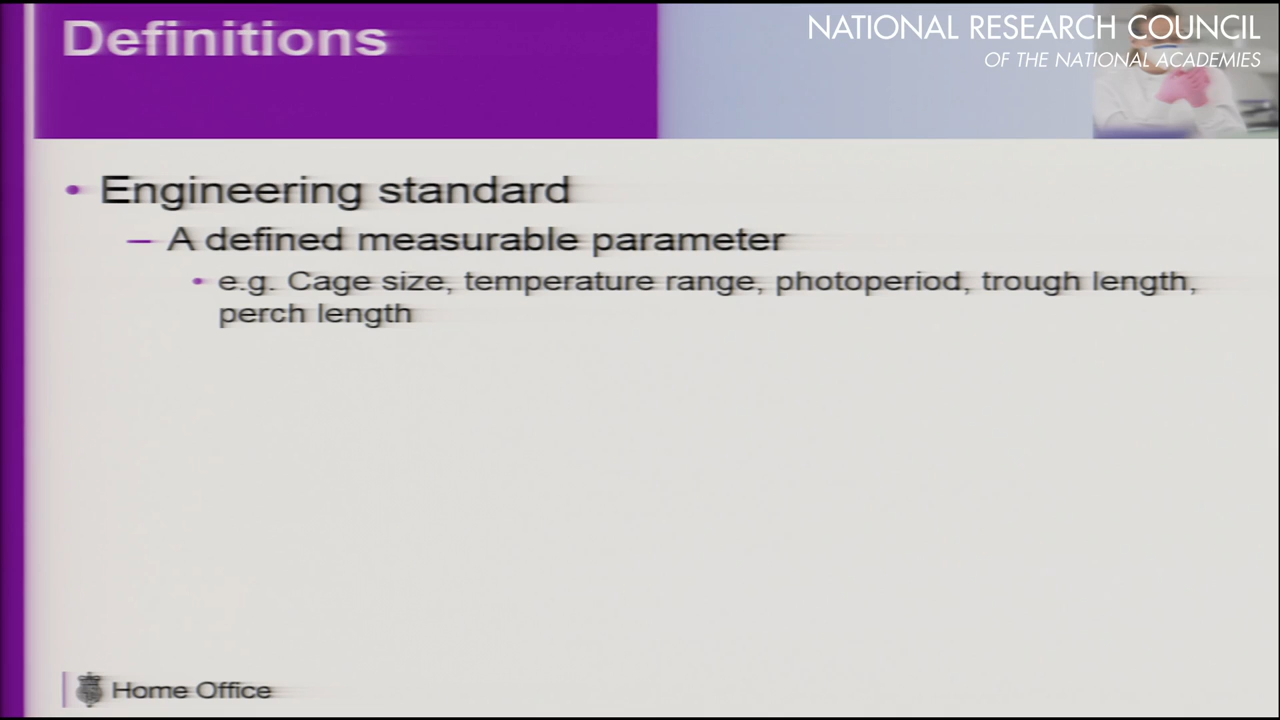 Definitions
NATIONAL RESEARCH COUNCIL
OF THE NATIONAL ACADEMIES
• Engineering standard
– A defined measurable parameter
• e.g. Cage size, temperature range, photoperiod, trough length,
perch length
Home Office